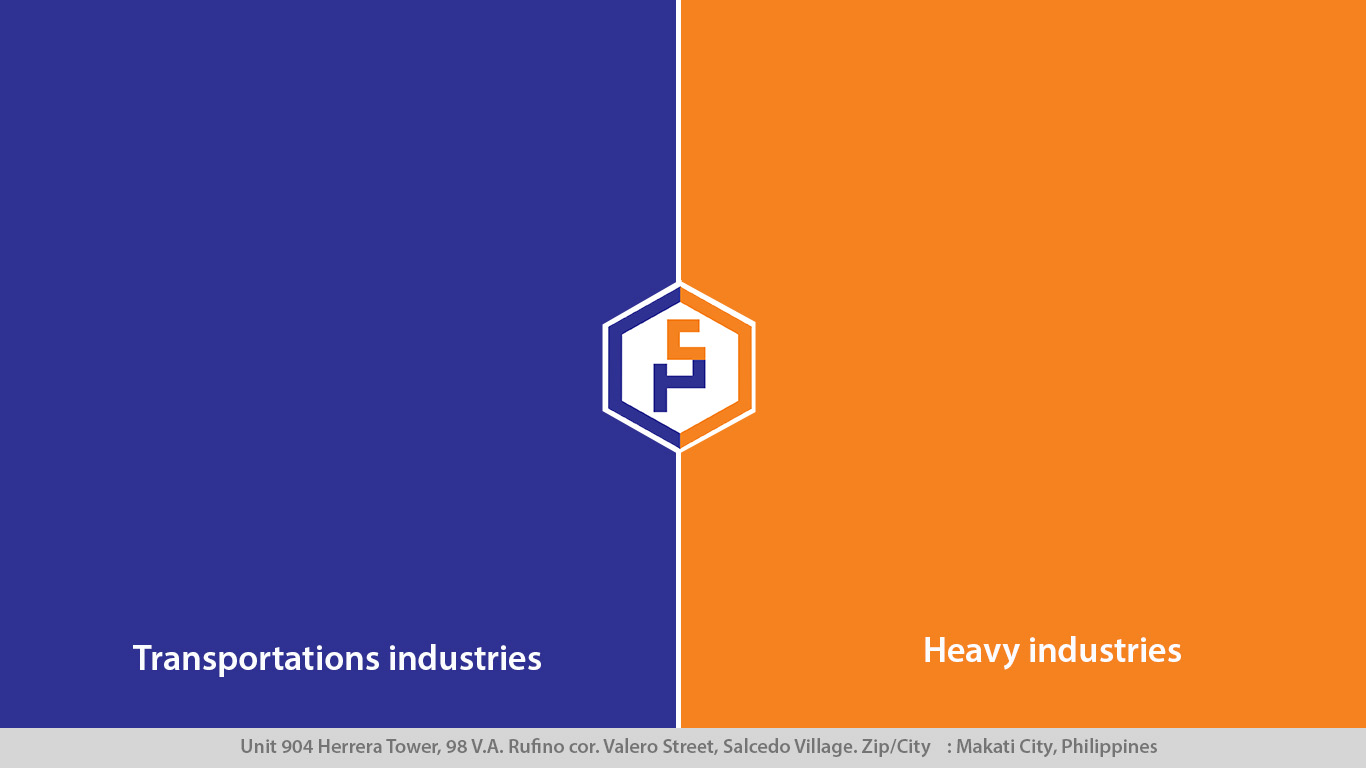 Transportations industries
Heavy industries
Unit 904 Herrera Tower, 98 V.A. Rufino cor. Valero Street, Salcedo Village. Zip/City : Makati City, Philippines